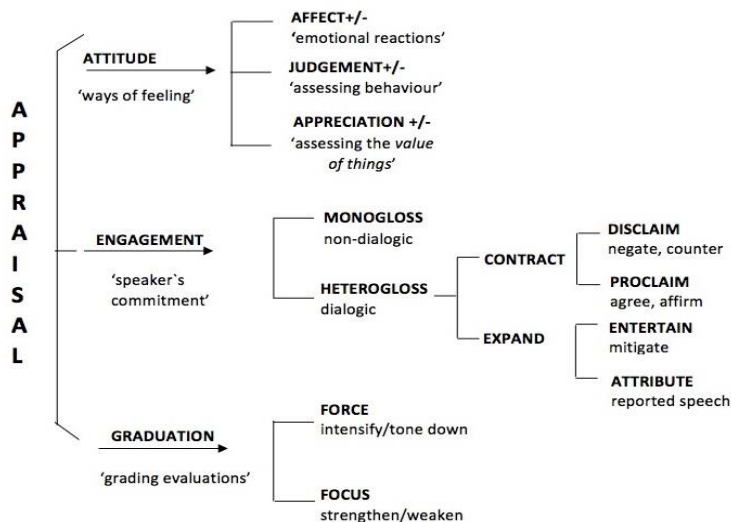 APPRAISAL
ATTITUDE
‘ways of feeling’
AFFECT+/-
‘emotional reactions’
JUDGEMENT+/-
‘assessing behaviour’
APPRECIATION +/-
‘assessing the value
of things’
ENGAGEMENT
‘speaker`s
commitment’
MONOGLOSS
non-dialogic
HETEROGLOSS
dialogic
CONTRACT
DISCLAIM
negate, counter
PROCLAIM
agree, affirm
EXPAND
ENTERTAIN
mitigate
ATTRIBUTE
reported speech
GRADUATION
‘grading evaluations’
FORCE
intensify/tone down
FOCUS
strengthen/weaken